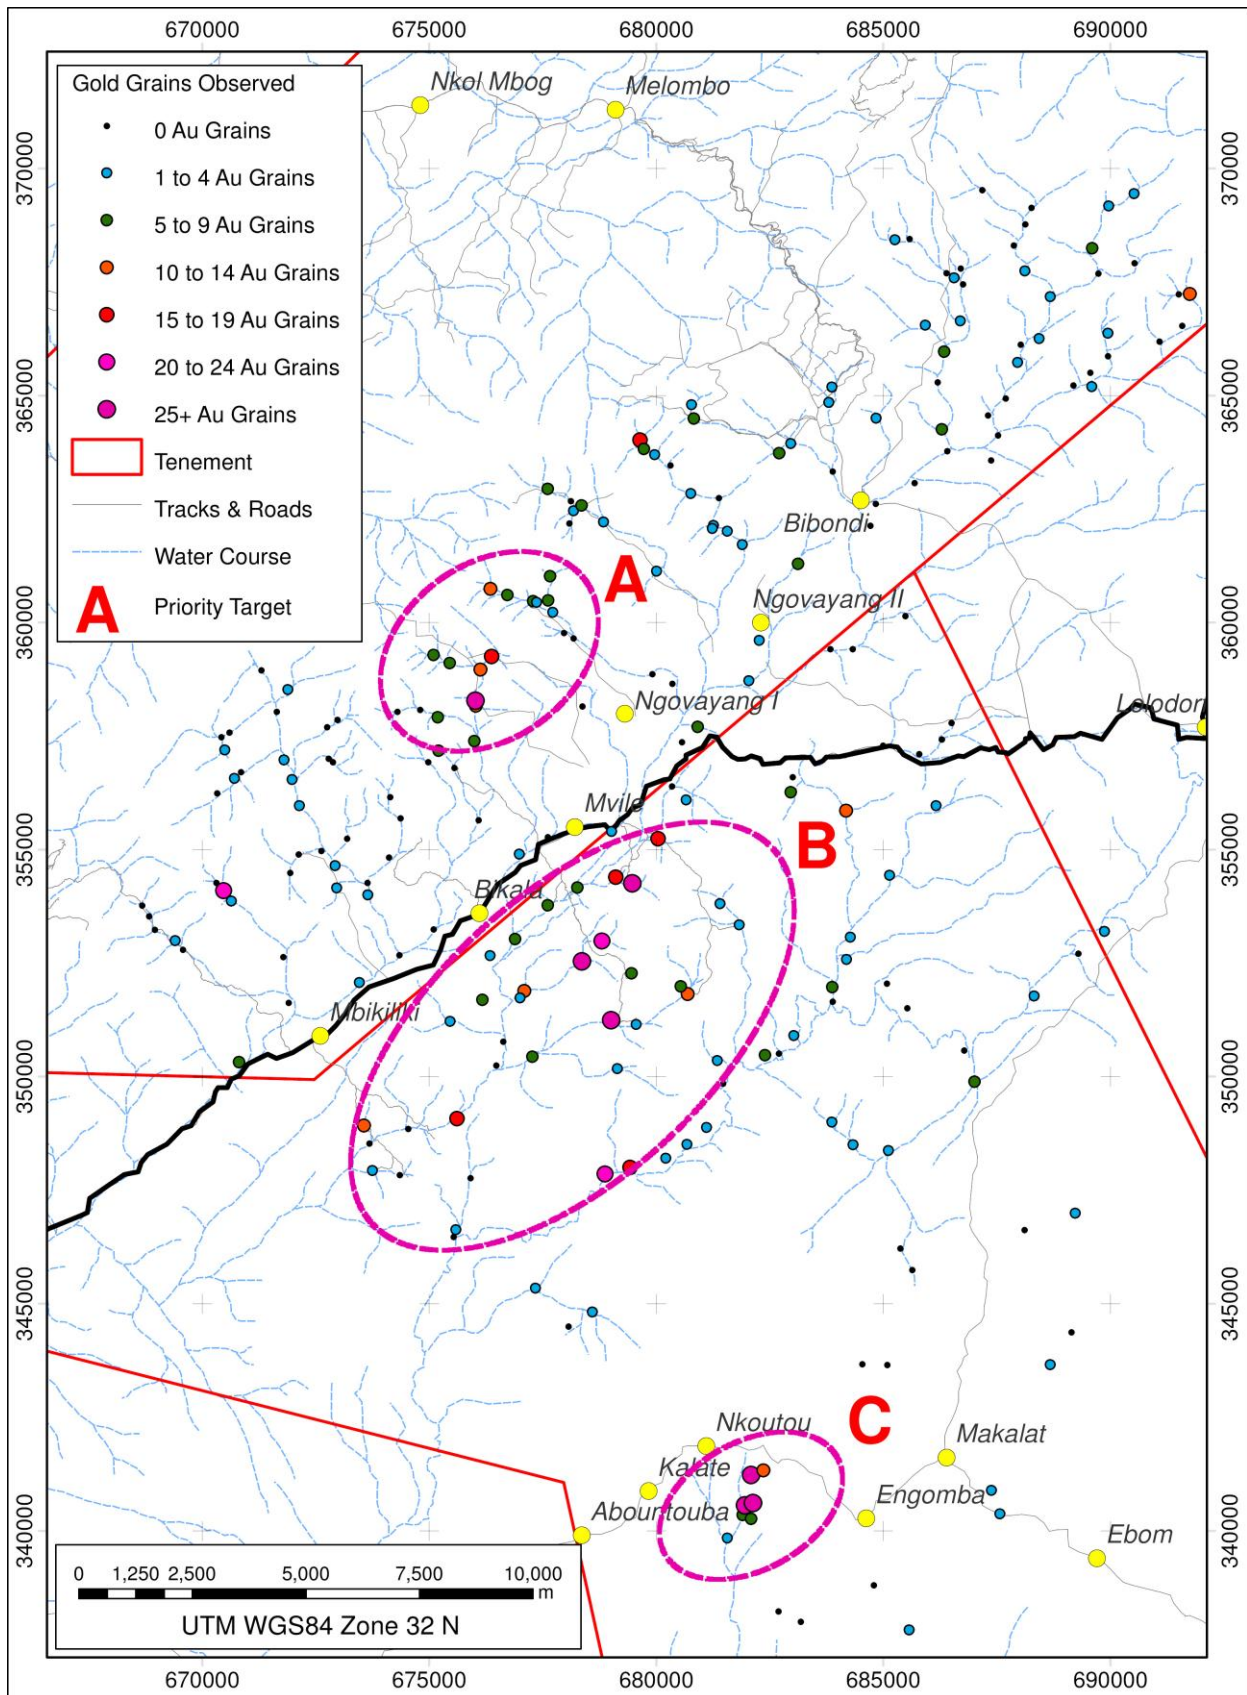 670000 675000 680000 685000 690000
Gold Grains Observed
0 Au Grains
1 to 4 Au Grains
5 to 9 Au Grains
10 to 14 Au Grains
15 to 19 Au Grains
20 to 24 Au Grains
25+ Au Grains
Tenement
Tracks & Roads
Water Course
A Priority Target
Nkol Mbog
Melombo
370000 370000
365000 365000
Bibondi
A
Ngovayang II
360000 360000
Ngovayang I
Lolodorf
Mvile
B
355000 355000
Bikala
Mbikiliki
350000 350000
345000 345000
C
Nkoutou
Makalat
Kalate
Abountouba
Engomba
340000 340000
Ebom
0 1,250 2,500 5,000 7,500 10,000
m
UTM WGS84 Zone 32 N
670000 675000 680000 685000 690000